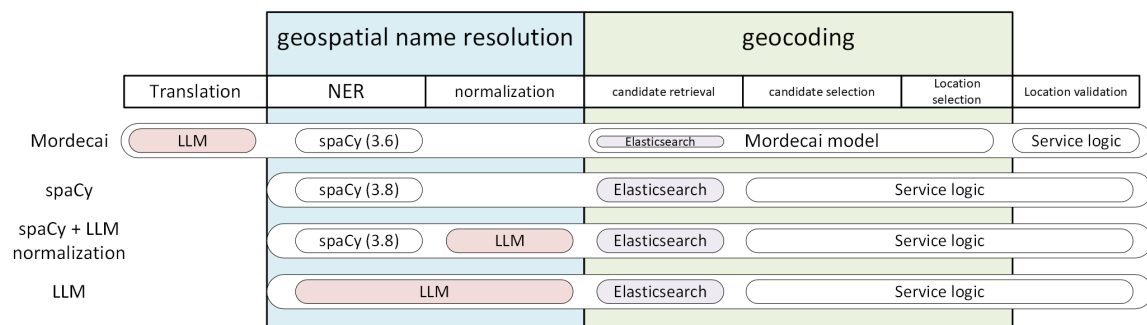 geospatial name resolution geocoding
Translation NER normalization candidate retrieval candidate selection Location selection Location validation
Mordecai LLM spaCy (3.6) Elasticsearch Mordecai model Service logic
spaCy spaCy (3.8) Elasticsearch Service logic
spaCy + LLM
normalization spaCy (3.8) LLM Elasticsearch Service logic
LLM LLM Elasticsearch Service logic